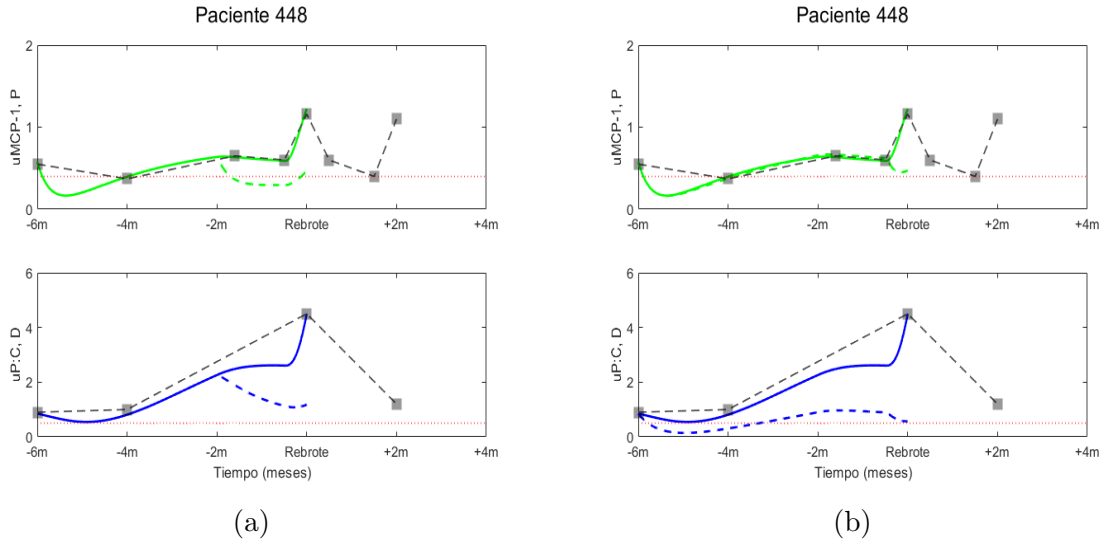 Paciente 448
2
1
0
uMCP-1, P
-6m -4m -2m Rebrote +2m +4m
6
4
2
0
uP:C, D
-6m -4m -2m Rebrote +2m +4m
Tiempo (meses)
(a)
Paciente 448
2
1
0
uMCP-1, P
-6m -4m -2m Rebrote +2m +4m
6
4
2
0
uP:C, D
-6m -4m -2m Rebrote +2m +4m
Tiempo (meses)
(b)